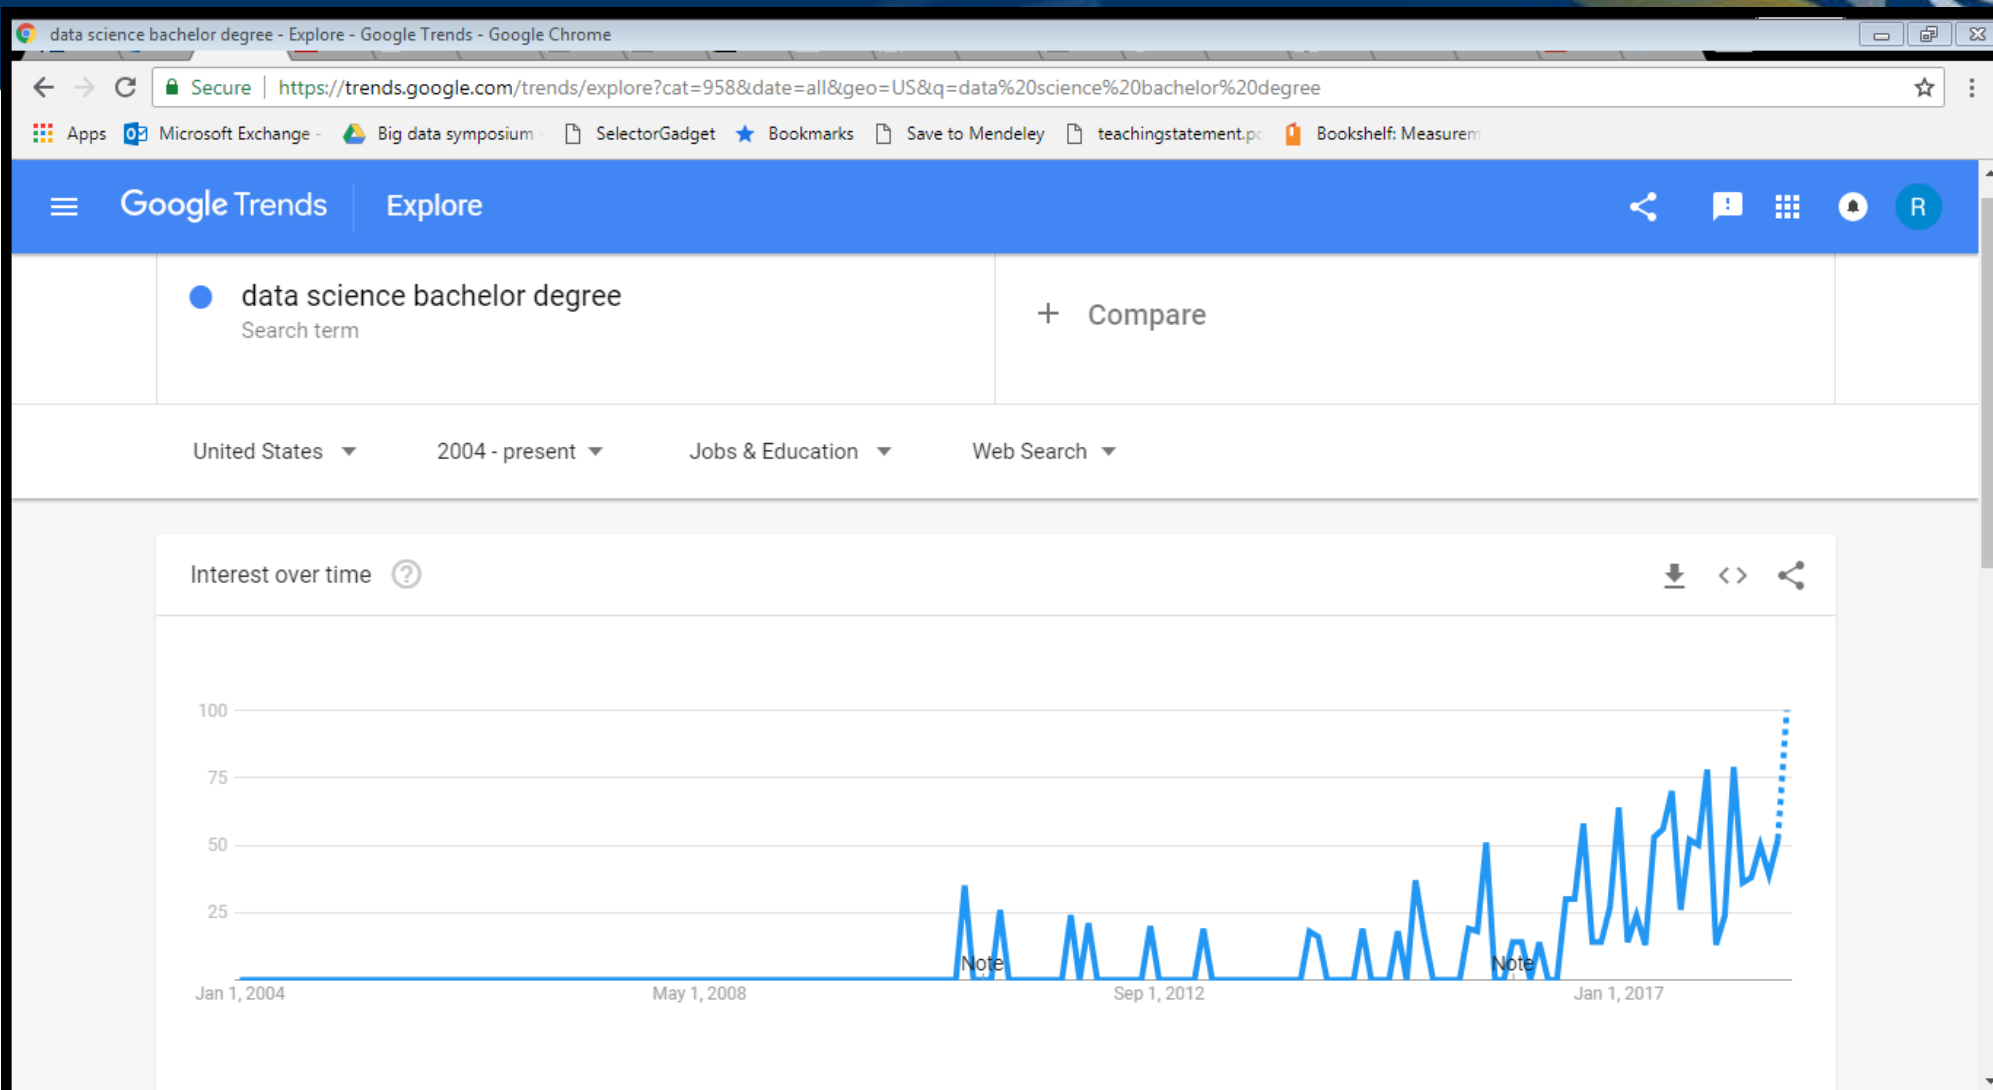 data science bachelor degree - Explore - Google Trends - Google Chrome
Secure | https://trends.google.com/trends/explore?cat=958&date=all&geo=US&q=data%20science%20bachelor%20degree
Apps Microsoft Exchange - Big data symposium - SelectorGadget Bookmarks Save to Mendeley teachingstatement.pd Bookshelf: Measurem
Google Trends Explore R
data science bachelor degree
Search term
+ Compare
United States 2004 - present Jobs & Education Web Search
Interest over time ?
100
75
50
25
Note Note
Jan 1, 2004 May 1, 2008 Sep 1, 2012 Jan 1, 2017